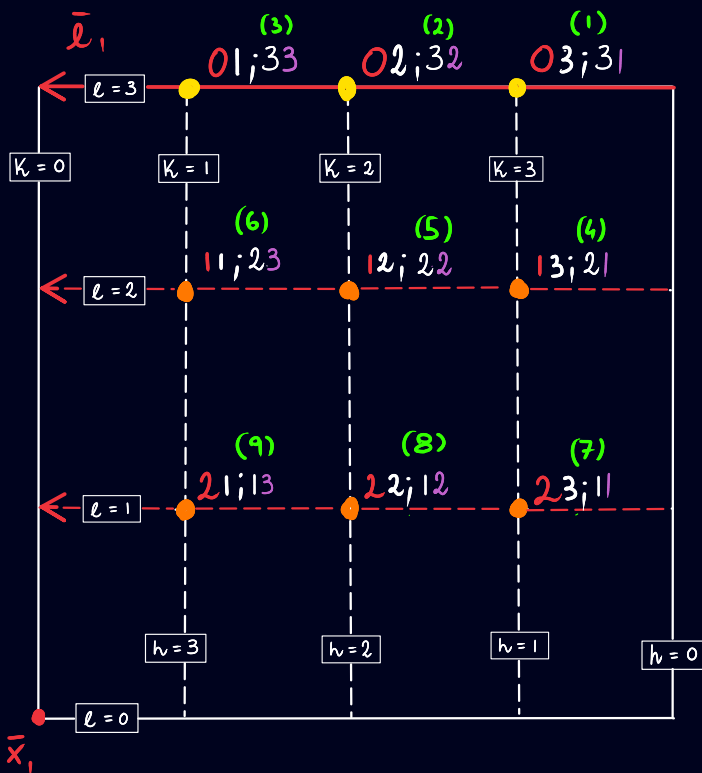 (3) (2) (1)
ē₁ 01;33 02;32 03;31
ℓ=3
K=0 K=1 K=2 K=3
(6) (5) (4)
11;23 12;22 13;21
ℓ=2
(9) (8) (7)
21;13 22;12 23;11
ℓ=1
h=3 h=2 h=1 h=0
ℓ=0
x̄₁